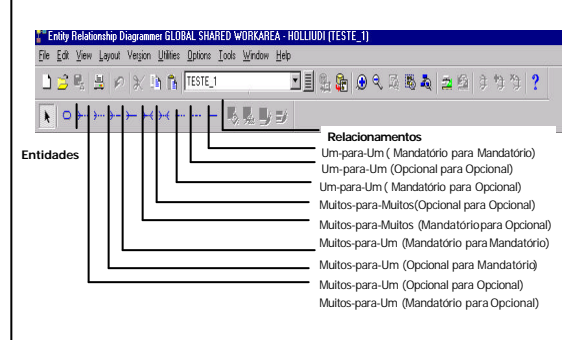 Entity Relationship Diagrammer GLOBAL SHARED WORKAREA - HOLLIUDI (TESTE_1)
File Edit View Layout Version Utilities Options Tools Window Help
TESTE_1
Relacionamentos
Entidades
Um-para-Um ( Mandatório para Mandatório)
Um-para-Um (Opcional para Opcional)
Um-para-Um ( Mandatório para Opcional)
Muitos-para-Muitos(Opcional para Opcional)
Muitos-para-Muitos (Mandatório para Opcional)
Muitos-para-Um (Mandatório para Mandatório)
Muitos-para-Um (Opcional para Mandatório)
Muitos-para-Um (Opcional para Opcional)
Muitos-para-Um (Mandatório para Opcional)